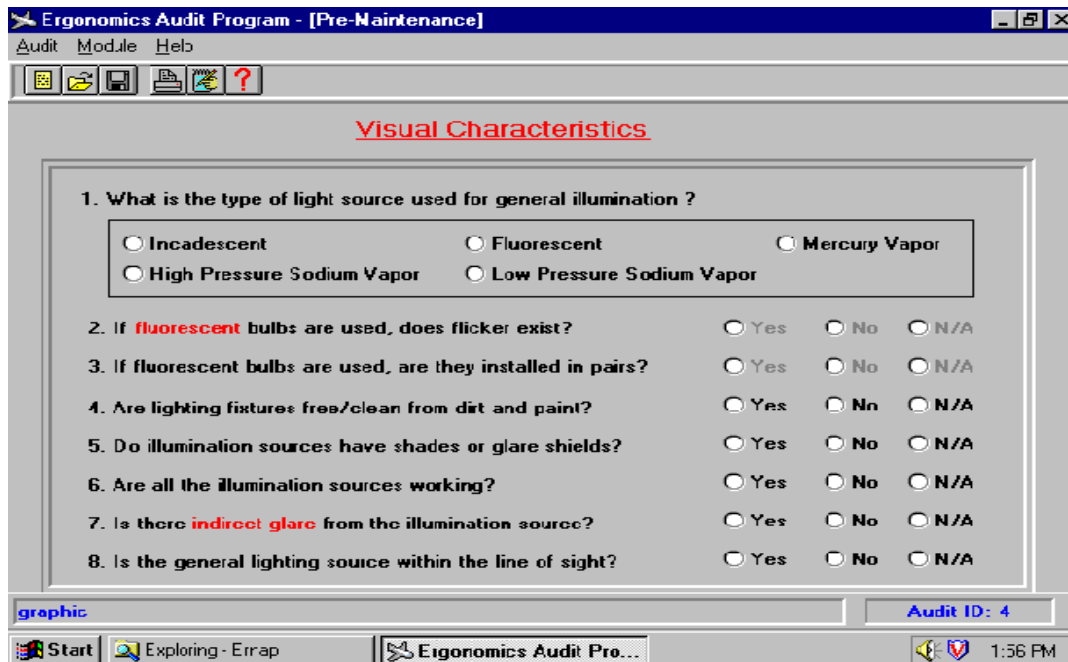 Ergonomics Audit Program - [Pre-Maintenance]
Audit Module Help
Visual Characteristics
1. What is the type of light source used for general illumination ?
Incadescent Fluorescent Mercury Vapor
High Pressure Sodium Vapor Low Pressure Sodium Vapor
2. If fluorescent bulbs are used, does flicker exist? Yes No N/A
3. If fluorescent bulbs are used, are they installed in pairs? Yes No N/A
4. Are lighting fixtures free/clean from dirt and paint? Yes No N/A
5. Do illumination sources have shades or glare shields? Yes No N/A
6. Are all the illumination sources working? Yes No N/A
7. Is there indirect glare from the illumination source? Yes No N/A
8. Is the general lighting source within the line of sight? Yes No N/A
graphic Audit ID: 4
Start Exploring - Errap Ergonomics Audit Pro... 1:56 PM